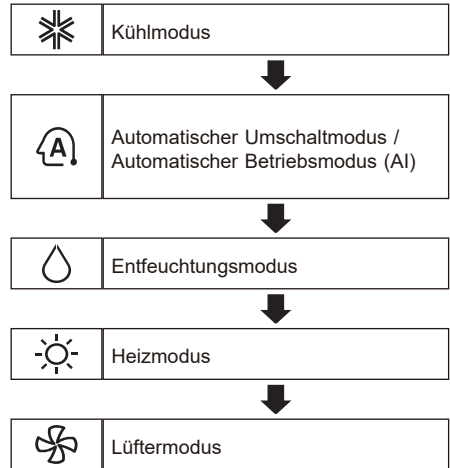 Kühlmodus
A
Automatischer Umschaltmodus /
Automatischer Betriebsmodus (AI)
Entfeuchtungsmodus
Heizmodus
Lüftermodus